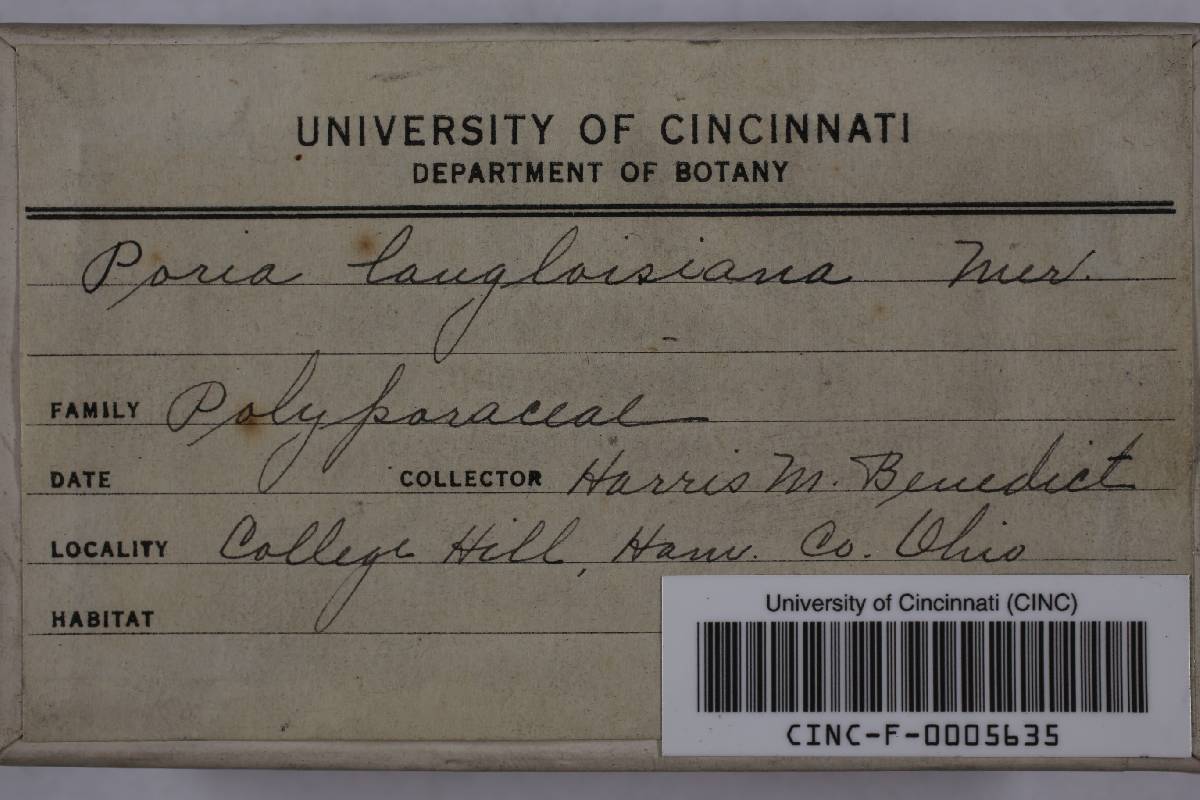 UNIVERSITY OF CINCINNATI
DEPARTMENT OF BOTANY
Poria langloisiana Mur.
FAMILY Polyporaceae
DATE COLLECTOR Harris M. Benedict
LOCALITY College Hill, Ham. Co. Ohio
HABITAT
University of Cincinnati (CINC)
CINC-F-0005635